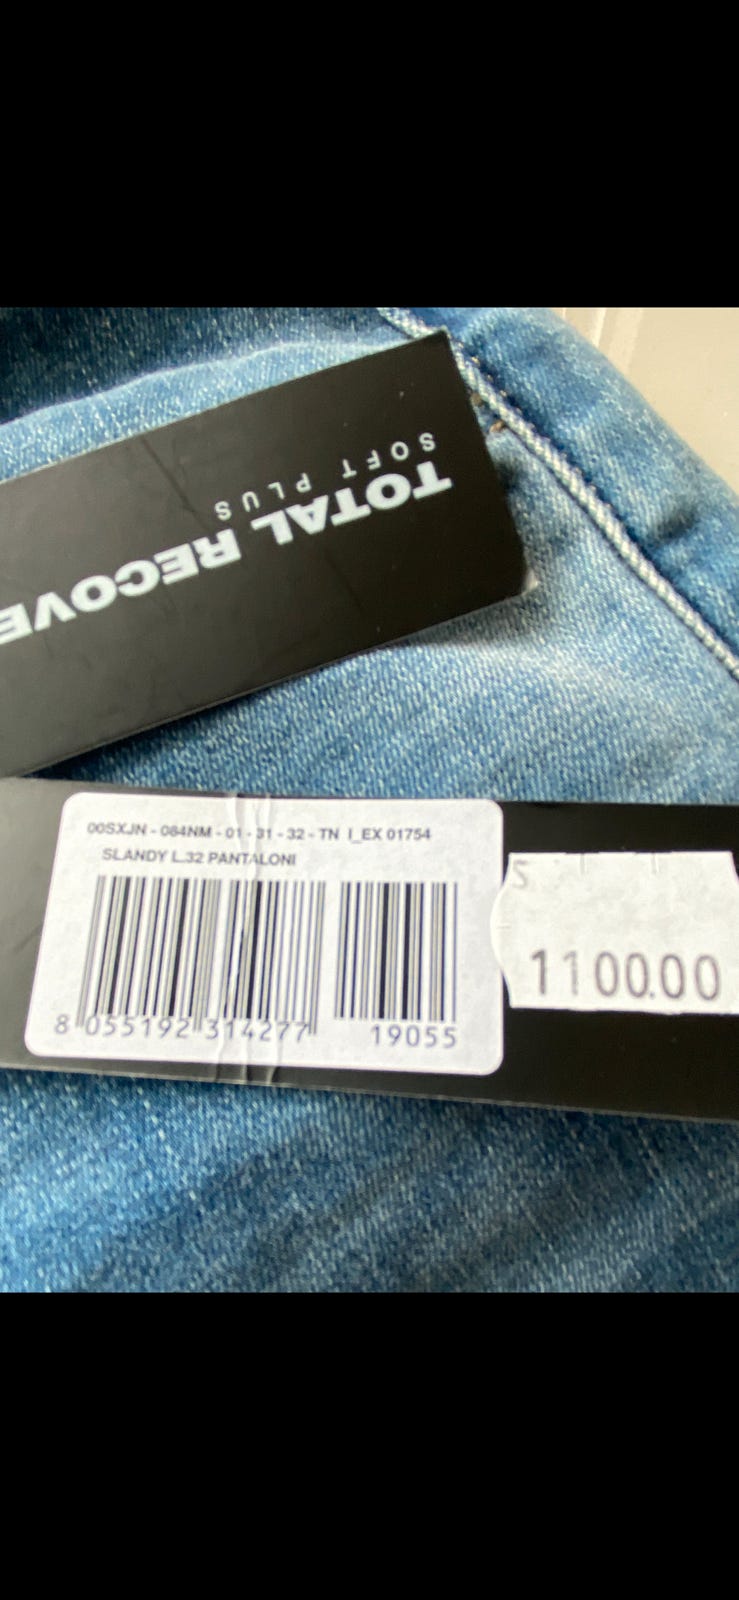 TOTAL RECOVE
SOFT PLUS
00SXJN - 084NM - 01 - 31 - 32 - TN I_EX 01754
SLANDY L.32 PANTALONI
8 055192 314277
19055
S
1100.00